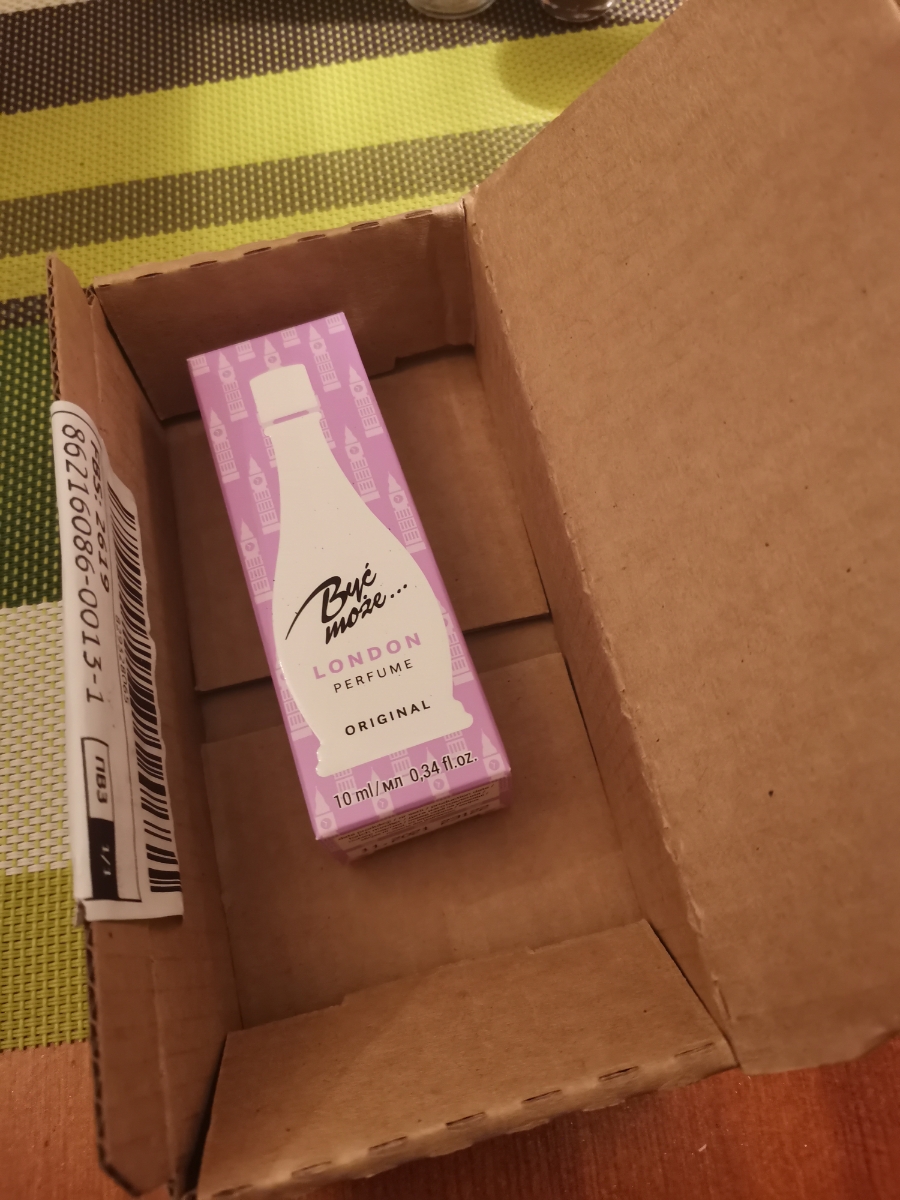 Być
może...
LONDON
PERFUME
ORIGINAL
10 ml/мл 0,34 fl.oz.
86216086-0013-1
ПВЗ
1/1